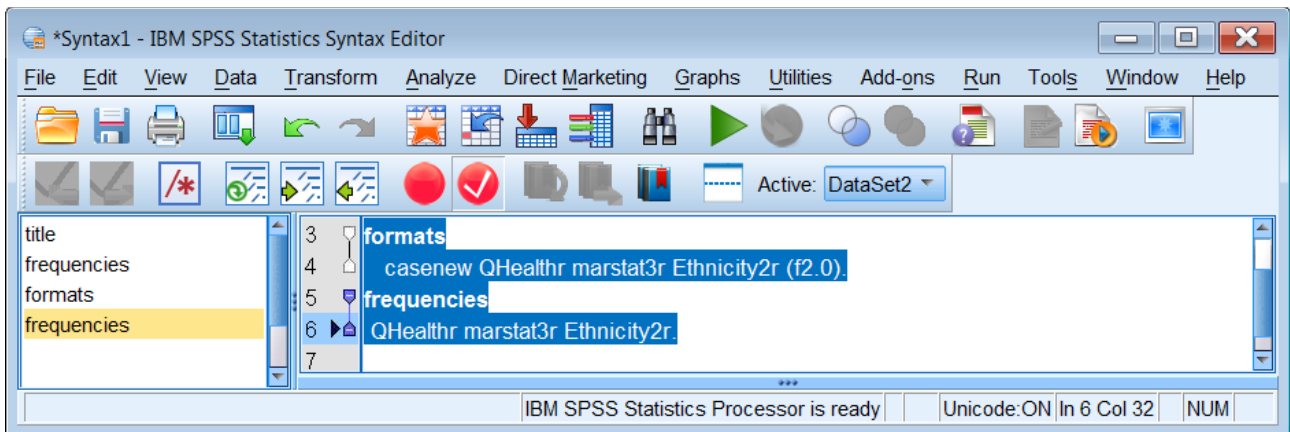 *Syntax1 - IBM SPSS Statistics Syntax Editor
File Edit View Data Transform Analyze Direct Marketing Graphs Utilities Add-ons Run Tools Window Help
/*
Active: DataSet2
title
frequencies
formats
frequencies
3 formats
4 casenew QHealthr marstat3r Ethnicity2r (f2.0).
5 frequencies
6 QHealthr marstat3r Ethnicity2r.
7
IBM SPSS Statistics Processor is ready Unicode:ON In 6 Col 32 NUM